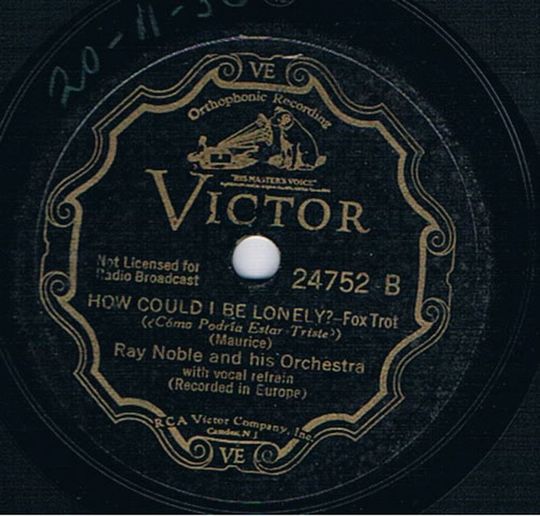 20-11-3
VE
Orthophonic Recording
"HIS MASTER'S VOICE"
VICTOR
Not Licensed for
Radio Broadcast
24752-B
HOW COULD I BE LONELY?-Fox Trot
(«Cómo Podría Estar Triste»)
(Maurice)
Ray Noble and his Orchestra
with vocal refrain
(Recorded in Europe)
RCA Victor Company, Inc.
Camden, N.J.
VE